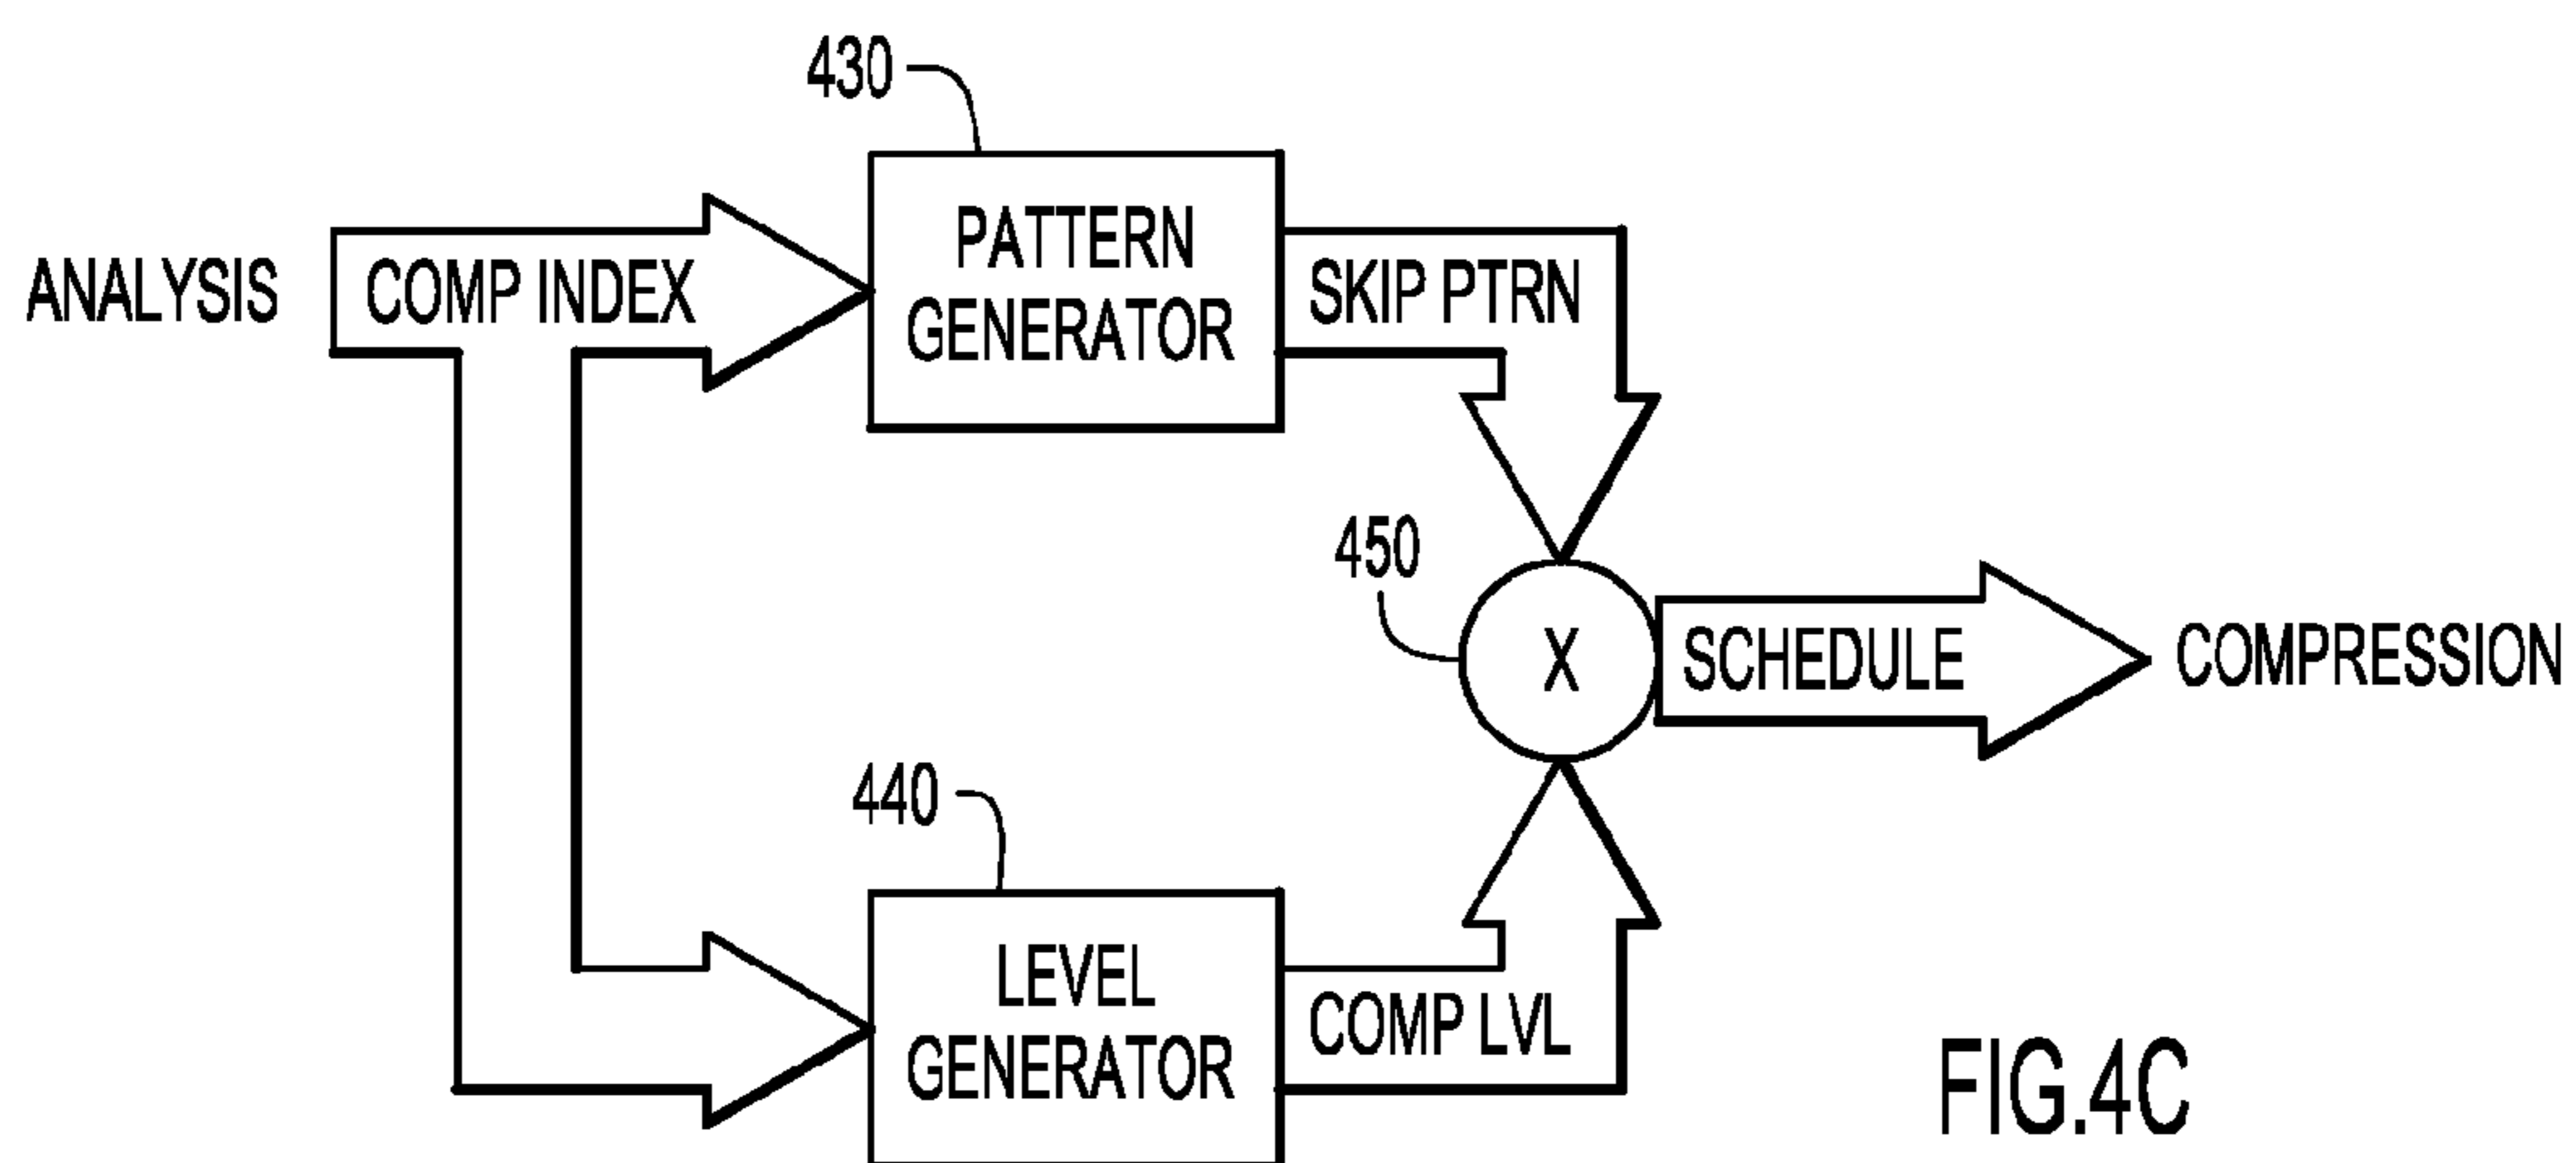 430
PATTERN
GENERATOR
ANALYSIS
COMP INDEX
SKIP PTRN
450
X
SCHEDULE
COMPRESSION
440
LEVEL
GENERATOR
COMP LVL
FIG.4C